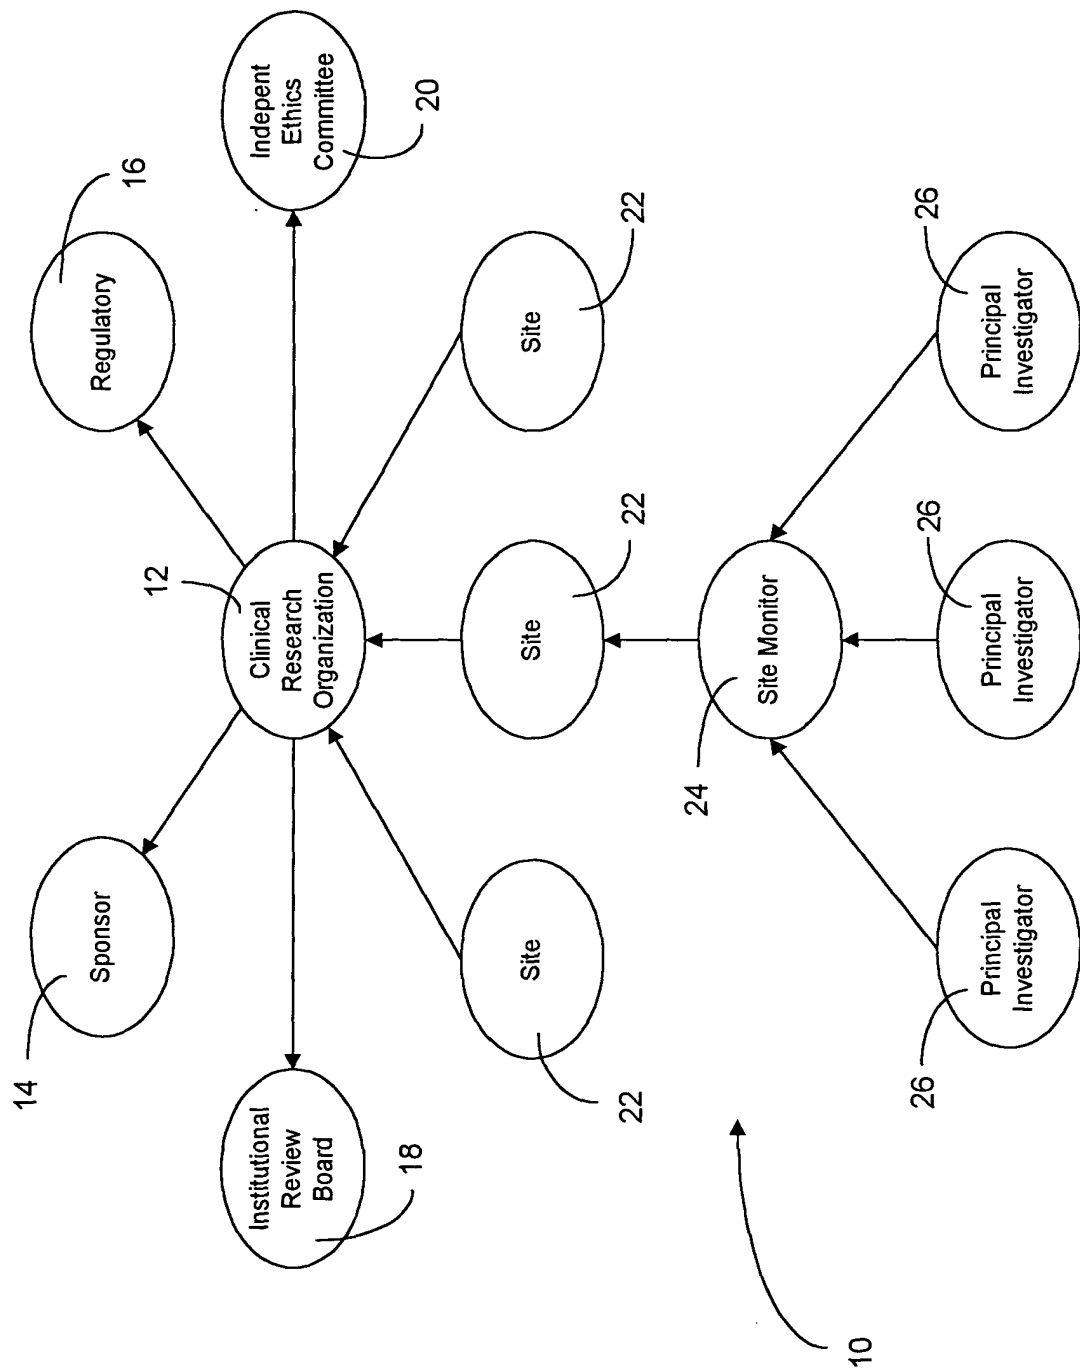 14
Sponsor
16
Regulatory
12
Clinical
Research
Organization
Institutional
Review
Board
18
Indepent
Ethics
Committee
20
Site
22
Site
22
Site
22
Site Monitor
24
Principal
Investigator
26
Principal
Investigator
26
Principal
Investigator
26
10